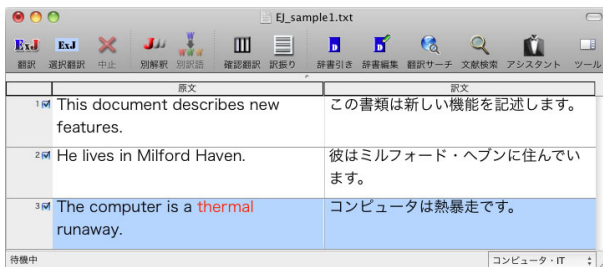 EJ_sample1.txt
ExJ ExJ
翻訳 選択翻訳 中止 別解釈 別訳語 確認翻訳 訳振り 辞書引き 辞書編集 翻訳サーチ 文献検索 アシスタント ツール
原文 訳文
1 This document describes new この書類は新しい機能を記述します。
features.
2 He lives in Milford Haven. 彼はミルフォード・ヘブンに住んでい
ます。
3 The computer is a thermal コンピュータは熱暴走です。
runaway.
待機中 コンピュータ・IT